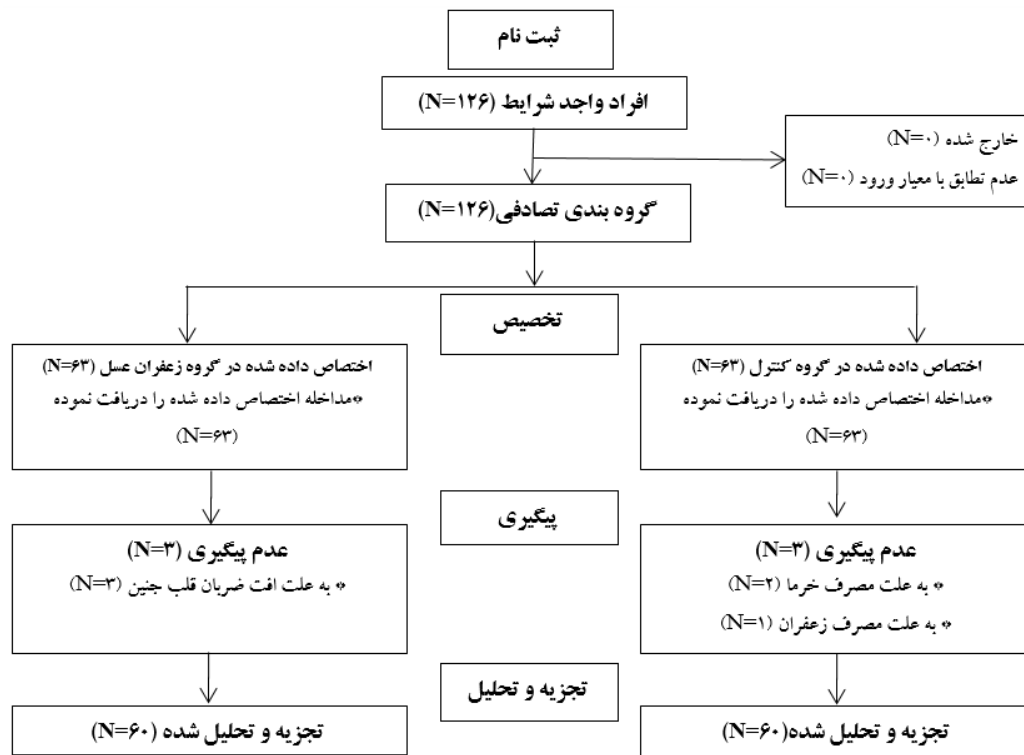 ثبت نام
افراد واجد شرایط (N=۱۲۶)
خارج شده (N=۰)
عدم تطابق با معیار ورود (N=۰)
گروه بندی تصادفی(N=۱۲۶)
تخصیص
اختصاص داده شده در گروه کنترل (N=۶۳)
مداخله اختصاص داده شده را دریافت نموده
(N=۶۳)
اختصاص داده شده در گروه زعفران عسل (N=۶۳)
مداخله اختصاص داده شده را دریافت نموده
(N=۶۳)
پیگیری
عدم پیگیری (N=۳)
به علت مصرف خرما (N=۲)
به علت مصرف زعفران (N=۱)
عدم پیگیری (N=۳)
به علت افت ضربان قلب جنین (N=۳)
تجزیه و تحلیل
تجزیه و تحلیل شده(N=۶۰)
تجزیه و تحلیل شده (N=۶۰)